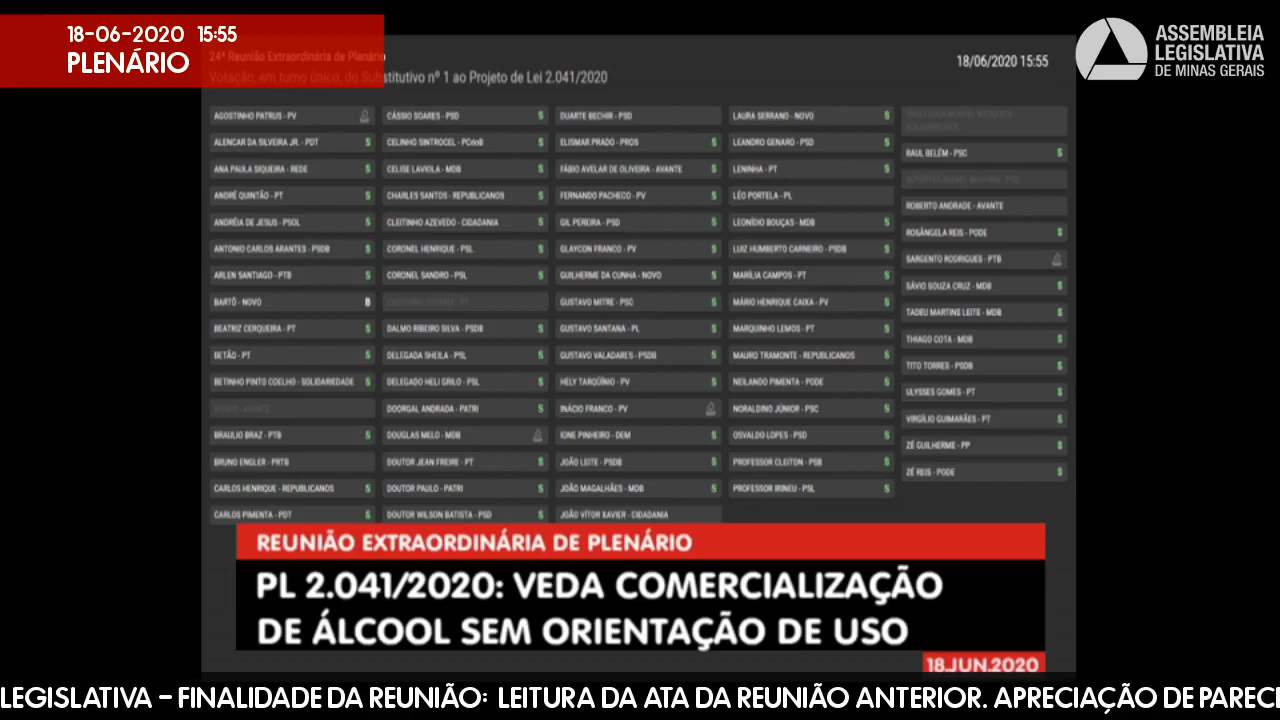 18-06-2020 15:55
PLENÁRIO
ASSEMBLEIA
LEGISLATIVA
DE MINAS GERAIS
24ª Reunião Extraordinária de Plenário
18/06/2020 15:55
Votação, em turno único, do Substitutivo nº 1 ao Projeto de Lei 2.041/2020
AGOSTINHO PATRUS - PV
ALENCAR DA SILVEIRA JR. - PDT S
ANA PAULA SIQUEIRA - REDE S
ANDRÉ QUINTÃO - PT S
ANDRÉIA DE JESUS - PSOL S
ANTONIO CARLOS ARANTES - PSDB S
ARLEN SANTIAGO - PTB S
BARTÔ - NOVO B
BEATRIZ CERQUEIRA - PT S
BETÃO - PT S
BETINHO PINTO COELHO - SOLIDARIEDADE S
BRAULIO BRAZ - PTB S
BRUNO ENGLER - PRTB
CARLOS HENRIQUE - REPUBLICANOS S
CARLOS PIMENTA - PDT S
CÁSSIO SOARES - PSD S
CELINHO SINTROCEL - PCdoB S
CELISE LAVIOLA - MDB S
CHARLES SANTOS - REPUBLICANOS S
CLEITINHO AZEVEDO - CIDADANIA S
CORONEL HENRIQUE - PSL S
CORONEL SANDRO - PSL S
DALMO RIBEIRO SILVA - PSDB S
DELEGADA SHEILA - PSL S
DELEGADO HELI GRILO - PSL S
DOORGAL ANDRADA - PATRI S
DOUGLAS MELO - MDB
DOUTOR JEAN FREIRE - PT S
DOUTOR PAULO - PATRI S
DOUTOR WILSON BATISTA - PSD S
DUARTE BECHIR - PSD S
ELISMAR PRADO - PROS S
FÁBIO AVELAR DE OLIVEIRA - AVANTE S
FERNANDO PACHECO - PV S
GIL PEREIRA - PSD S
GLAYCON FRANCO - PV S
GUILHERME DA CUNHA - NOVO S
GUSTAVO MITRE - PSC S
GUSTAVO SANTANA - PL S
GUSTAVO VALADARES - PSDB S
HELY TARQÜÍNIO - PV S
INÁCIO FRANCO - PV
IONE PINHEIRO - DEM S
JOÃO LEITE - PSDB S
JOÃO MAGALHÃES - MDB S
JOÃO VÍTOR XAVIER - CIDADANIA
LAURA SERRANO - NOVO S
LEANDRO GENARO - PSD S
LENINHA - PT S
LÉO PORTELA - PL
LEONÍDIO BOUÇAS - MDB S
LUIZ HUMBERTO CARNEIRO - PSDB S
MARÍLIA CAMPOS - PT S
MÁRIO HENRIQUE CAIXA - PV S
MARQUINHO LEMOS - PT S
MAURO TRAMONTE - REPUBLICANOS S
NEILANDO PIMENTA - PODE S
NORALDINO JÚNIOR - PSC S
OSVALDO LOPES - PSD S
PROFESSOR CLEITON - PSB S
PROFESSOR IRINEU - PSL S
RAUL BELÉM - PSC S
ROBERTO ANDRADE - AVANTE
ROSÂNGELA REIS - PODE S
SARGENTO RODRIGUES - PTB
SÁVIO SOUZA CRUZ - MDB S
TADEU MARTINS LEITE - MDB S
THIAGO COTA - MDB S
TITO TORRES - PSDB S
ULYSSES GOMES - PT S
VIRGÍLIO GUIMARÃES - PT S
ZÉ GUILHERME - PP S
ZÉ REIS - PODE S
REUNIÃO EXTRAORDINÁRIA DE PLENÁRIO
PL 2.041/2020: VEDA COMERCIALIZAÇÃO
DE ÁLCOOL SEM ORIENTAÇÃO DE USO
18.JUN.2020
LEGISLATIVA – FINALIDADE DA REUNIÃO: LEITURA DA ATA DA REUNIÃO ANTERIOR. APRECIAÇÃO DE PARECE